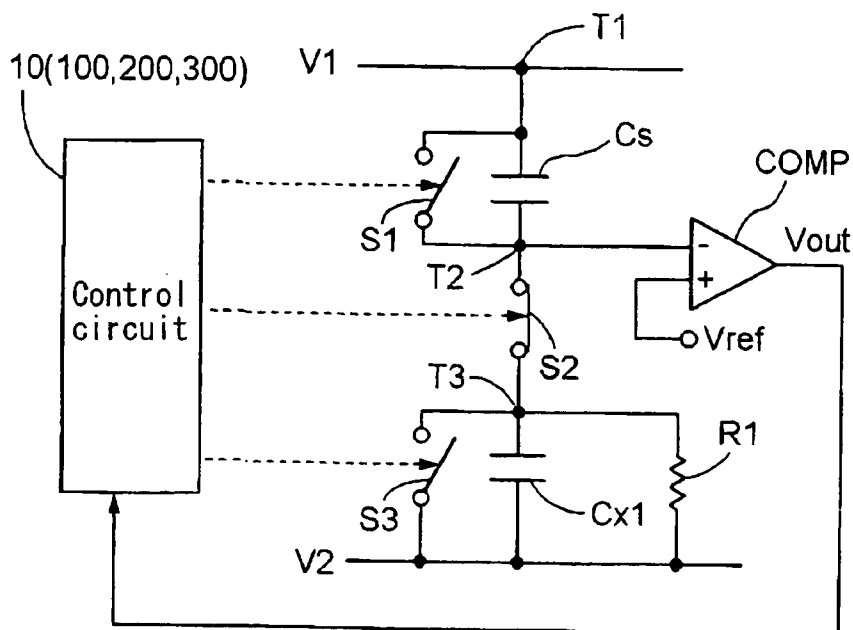 T1
10(100,200,300)
V1
Cs
COMP
S1
-
+
Vout
T2
Control
circuit
Vref
S2
T3
R1
S3
Cx1
V2